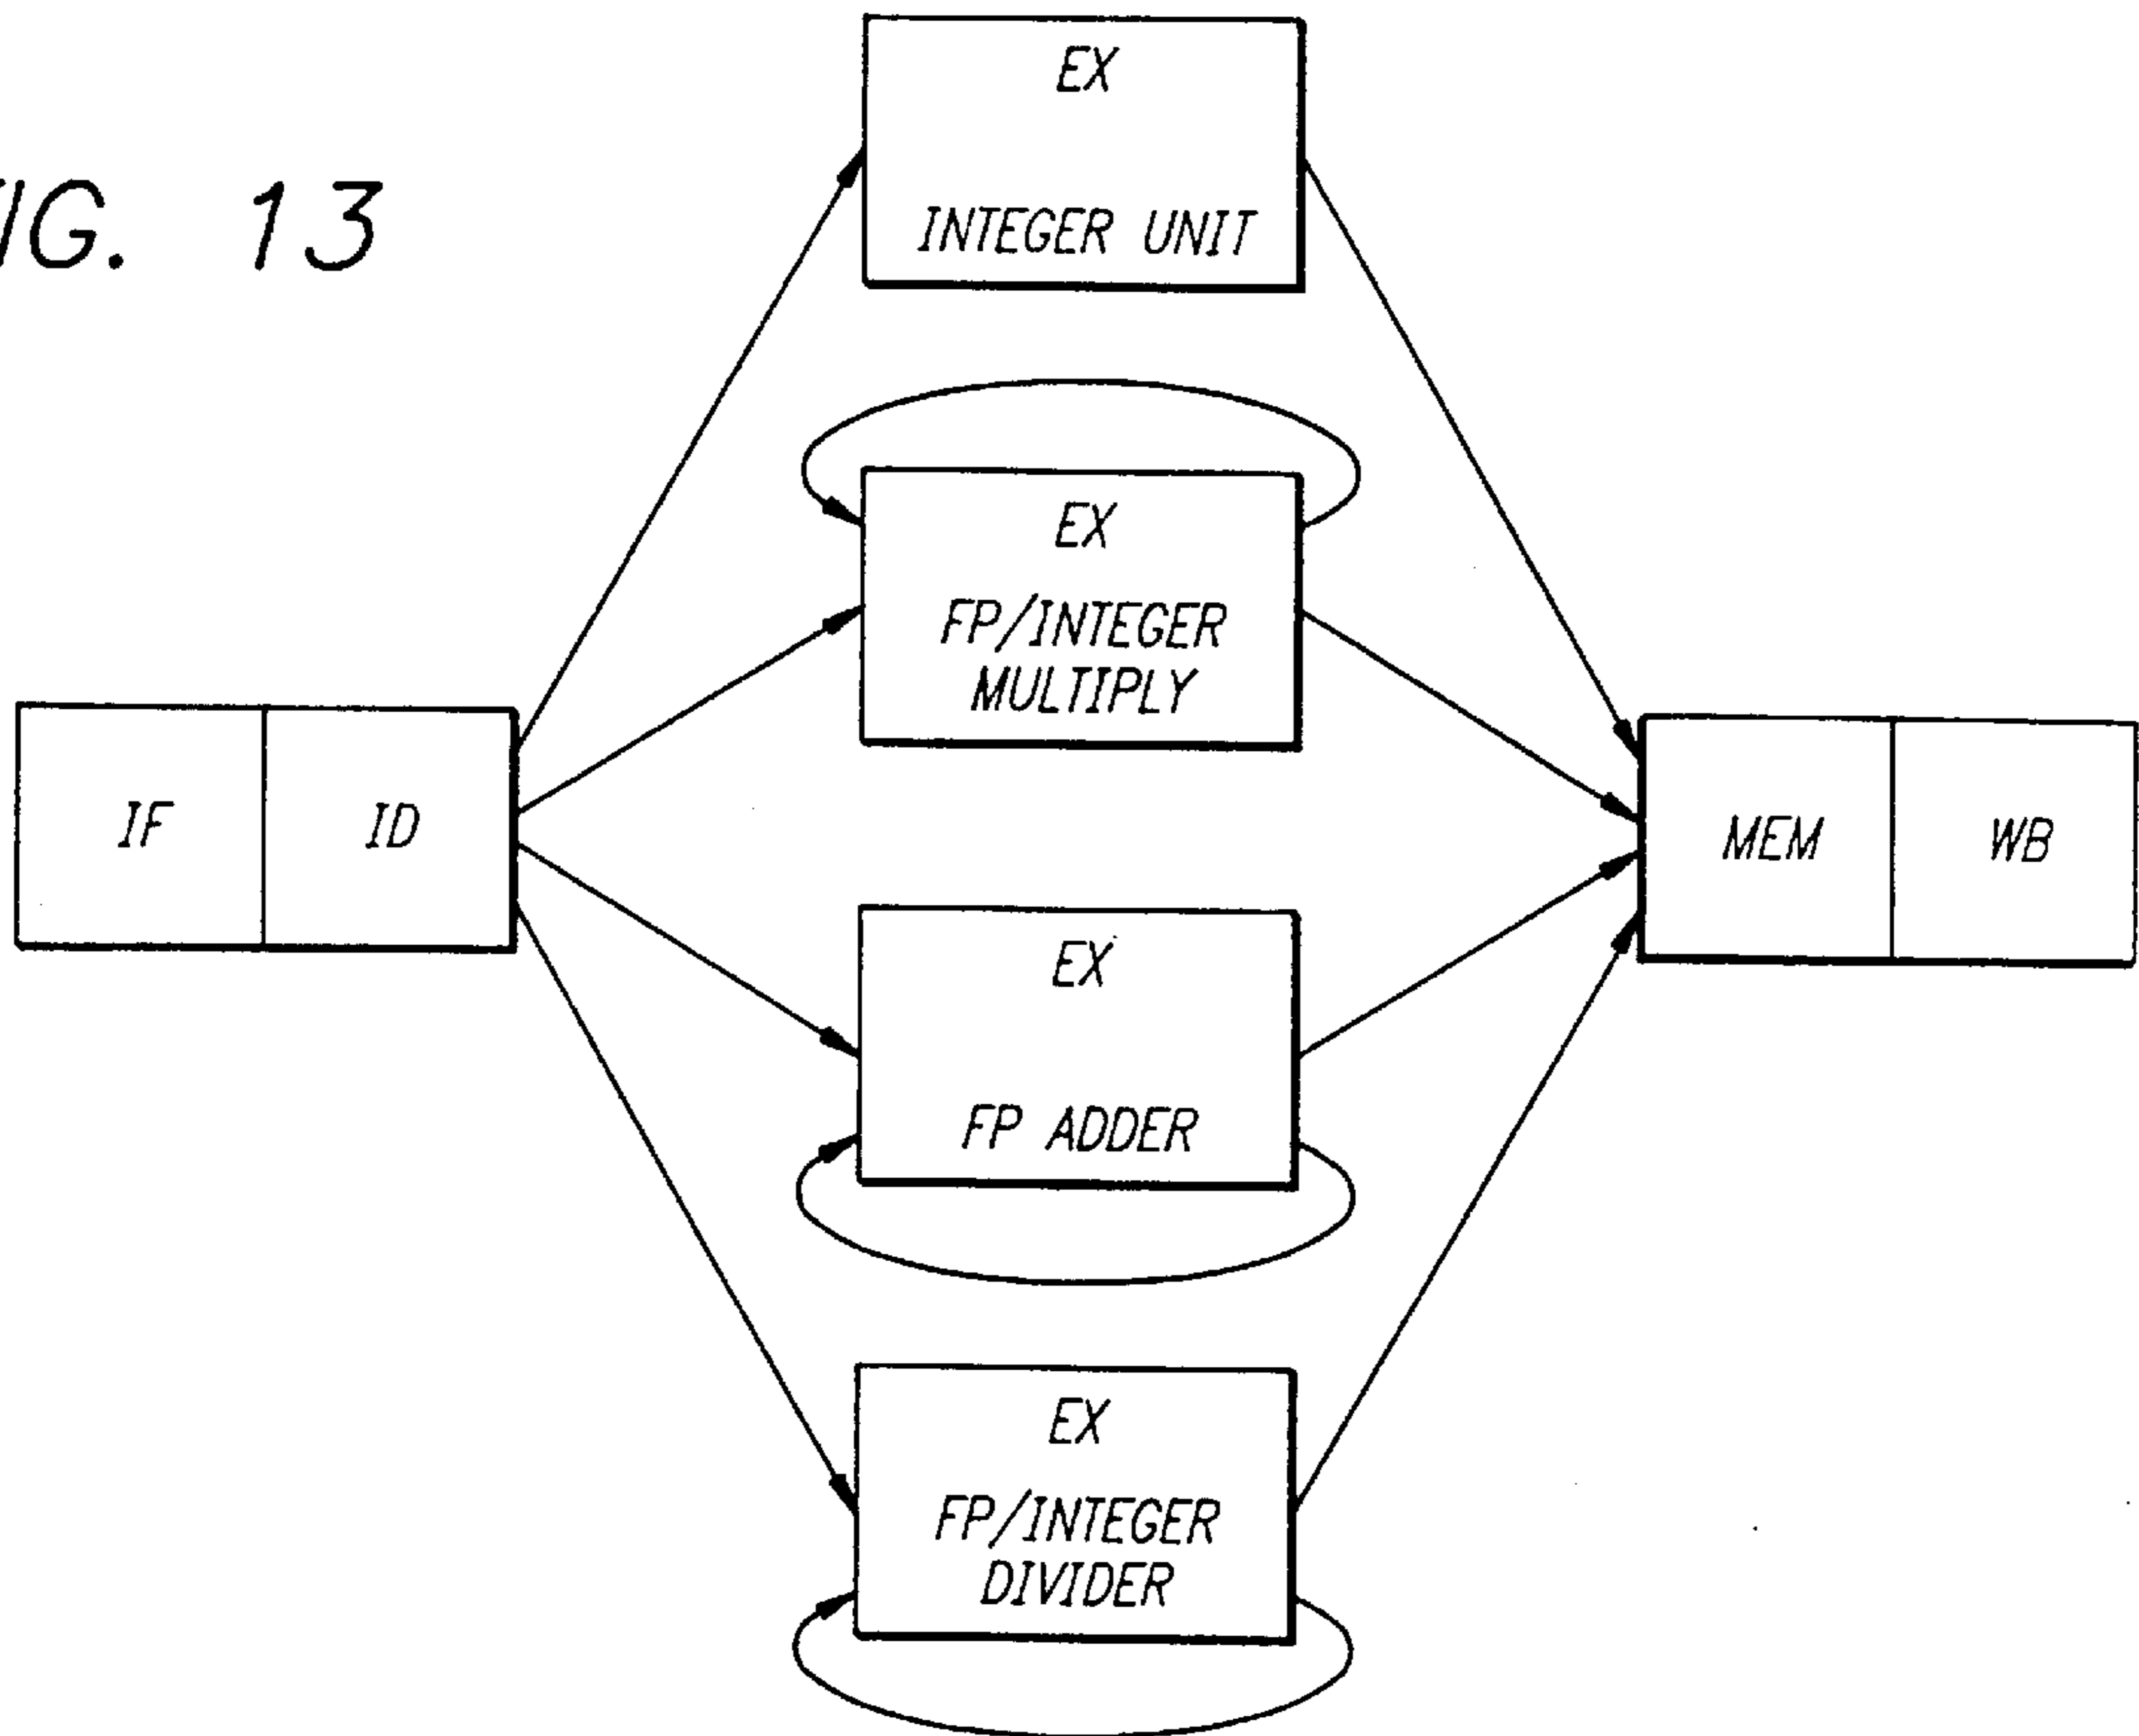 IG. 13
EX
INTEGER UNIT
EX
FP/INTEGER
MULTIPLY
IF
ID
MEM
WB
EX
FP ADDER
EX
FP/INTEGER
DIVIDER